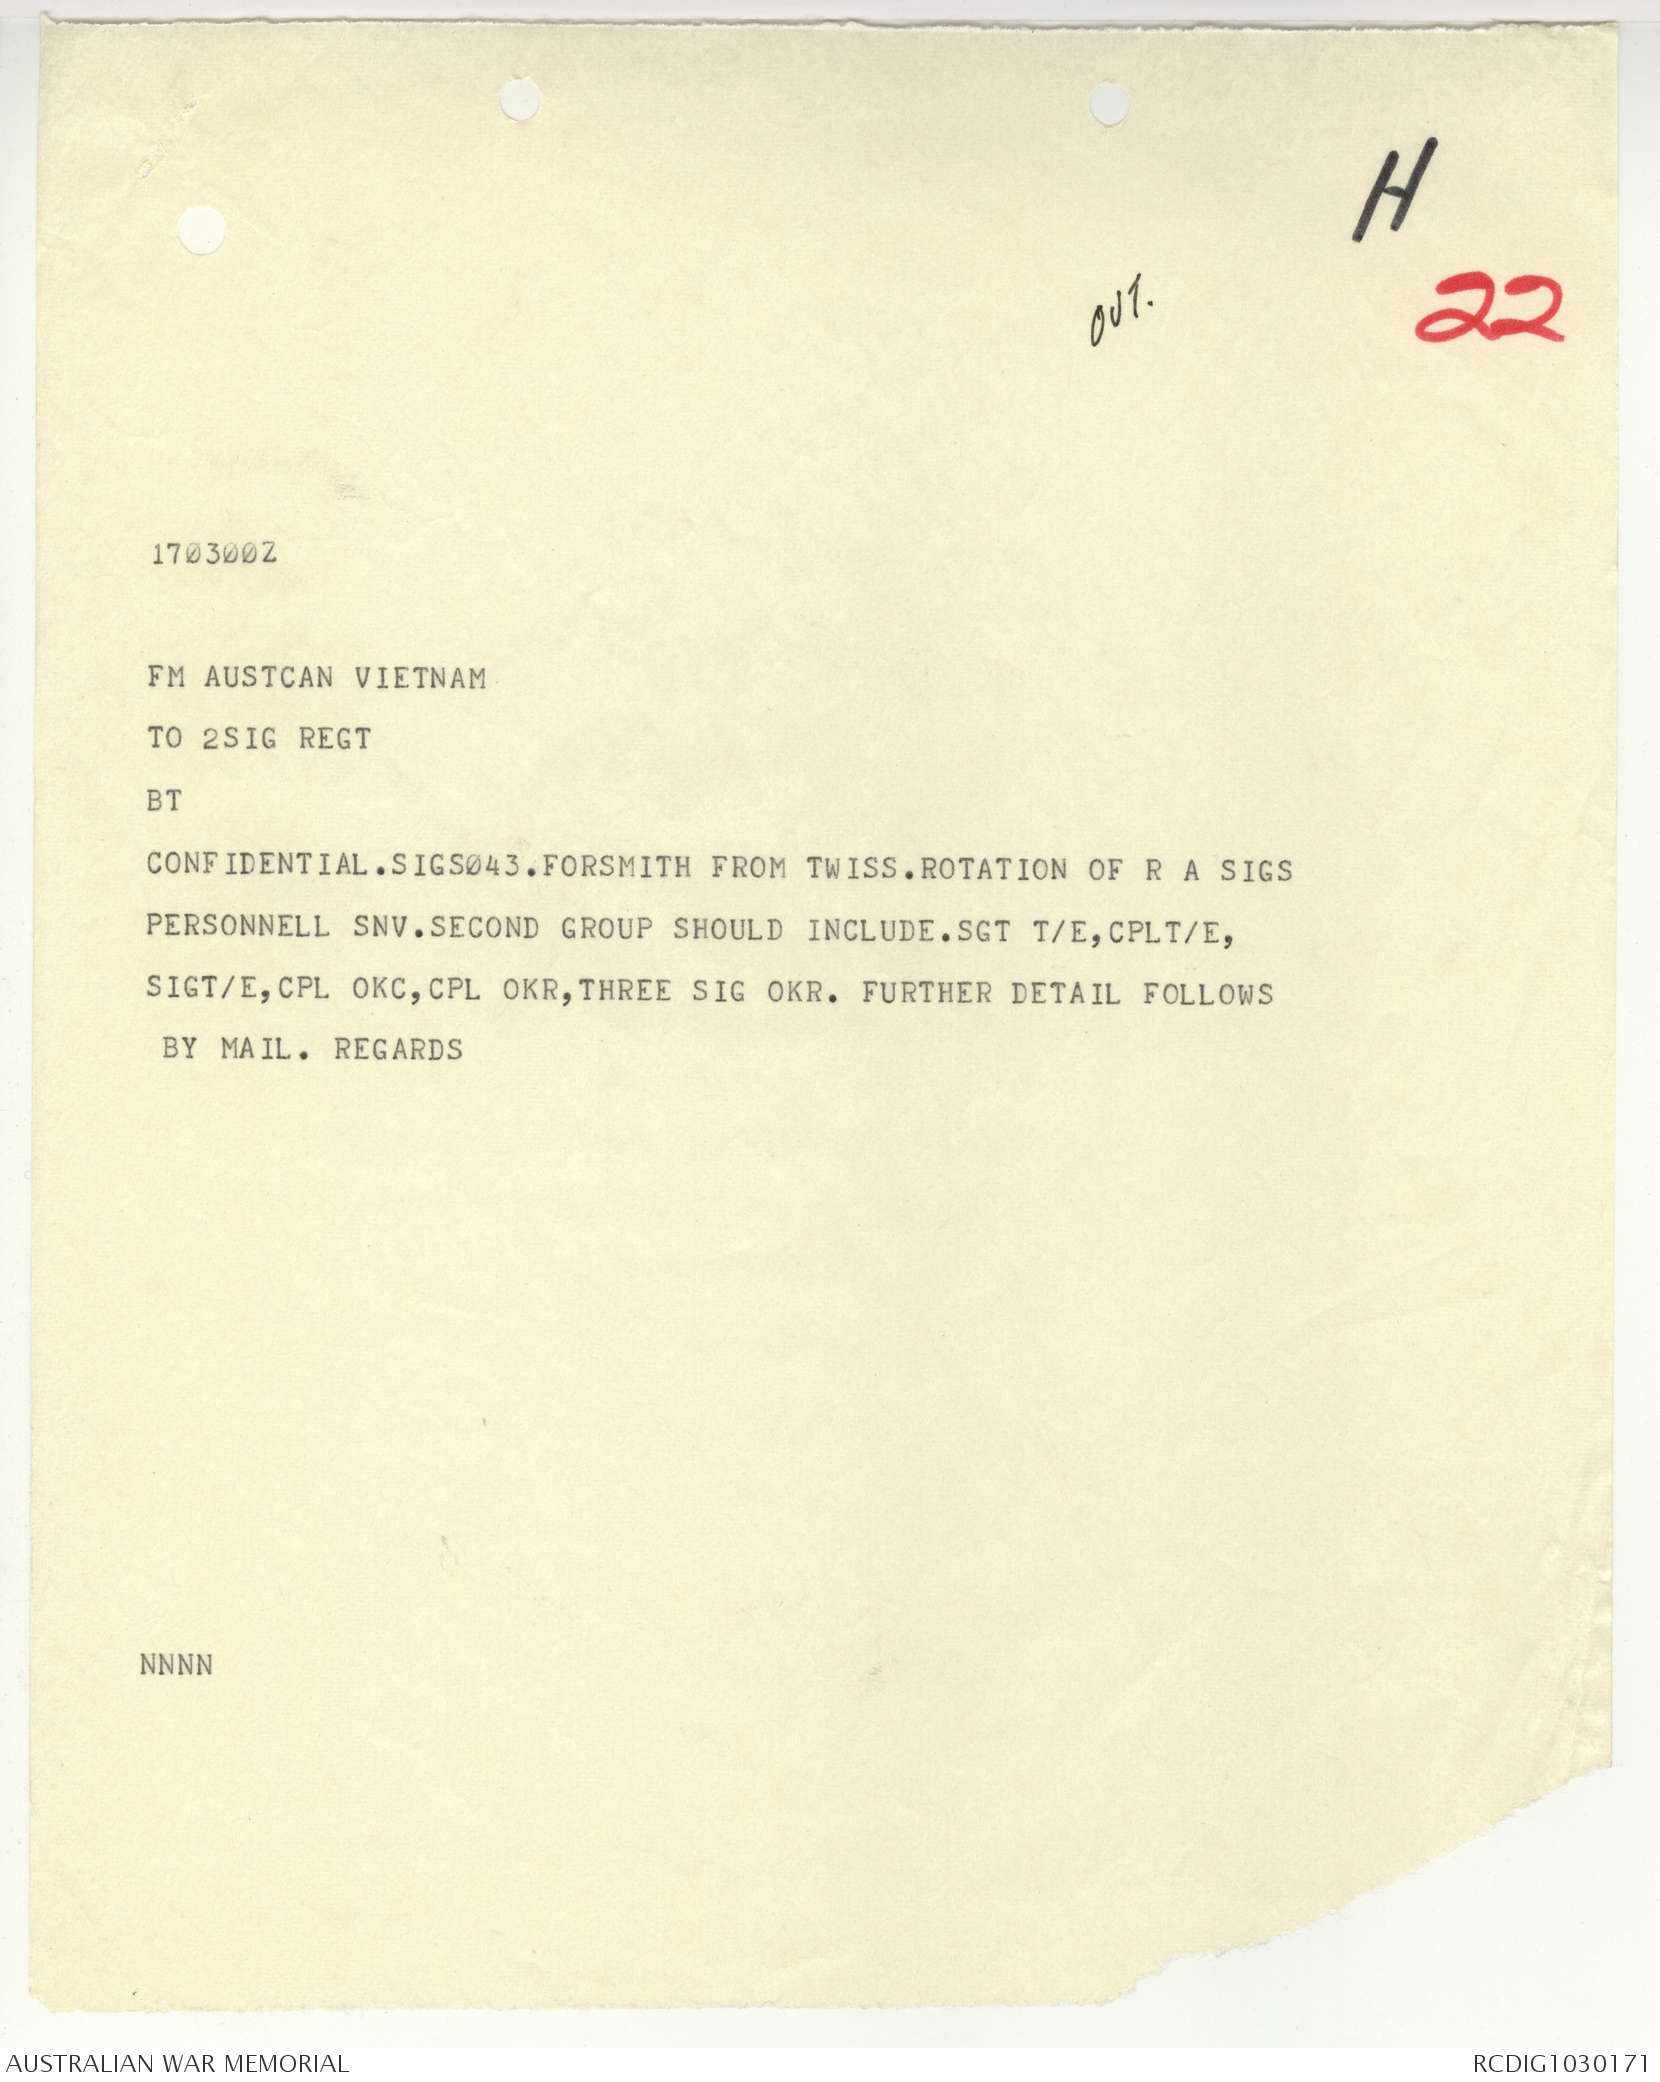 H
OUT.
22
17Ø3ØØZ
FM AUSTCAN VIETNAM
TO 2SIG REGT
BT
CONFIDENTIAL.SIGSØ43.FORSMITH FROM TWISS.ROTATION OF R A SIGS
PERSONNELL SNV.SECOND GROUP SHOULD INCLUDE.SGT T/E,CPLT/E,
SIGT/E,CPL OKC,CPL OKR,THREE SIG OKR. FURTHER DETAIL FOLLOWS
BY MAIL. REGARDS
NNNN
AUSTRALIAN WAR MEMORIAL
RCDIG1030171